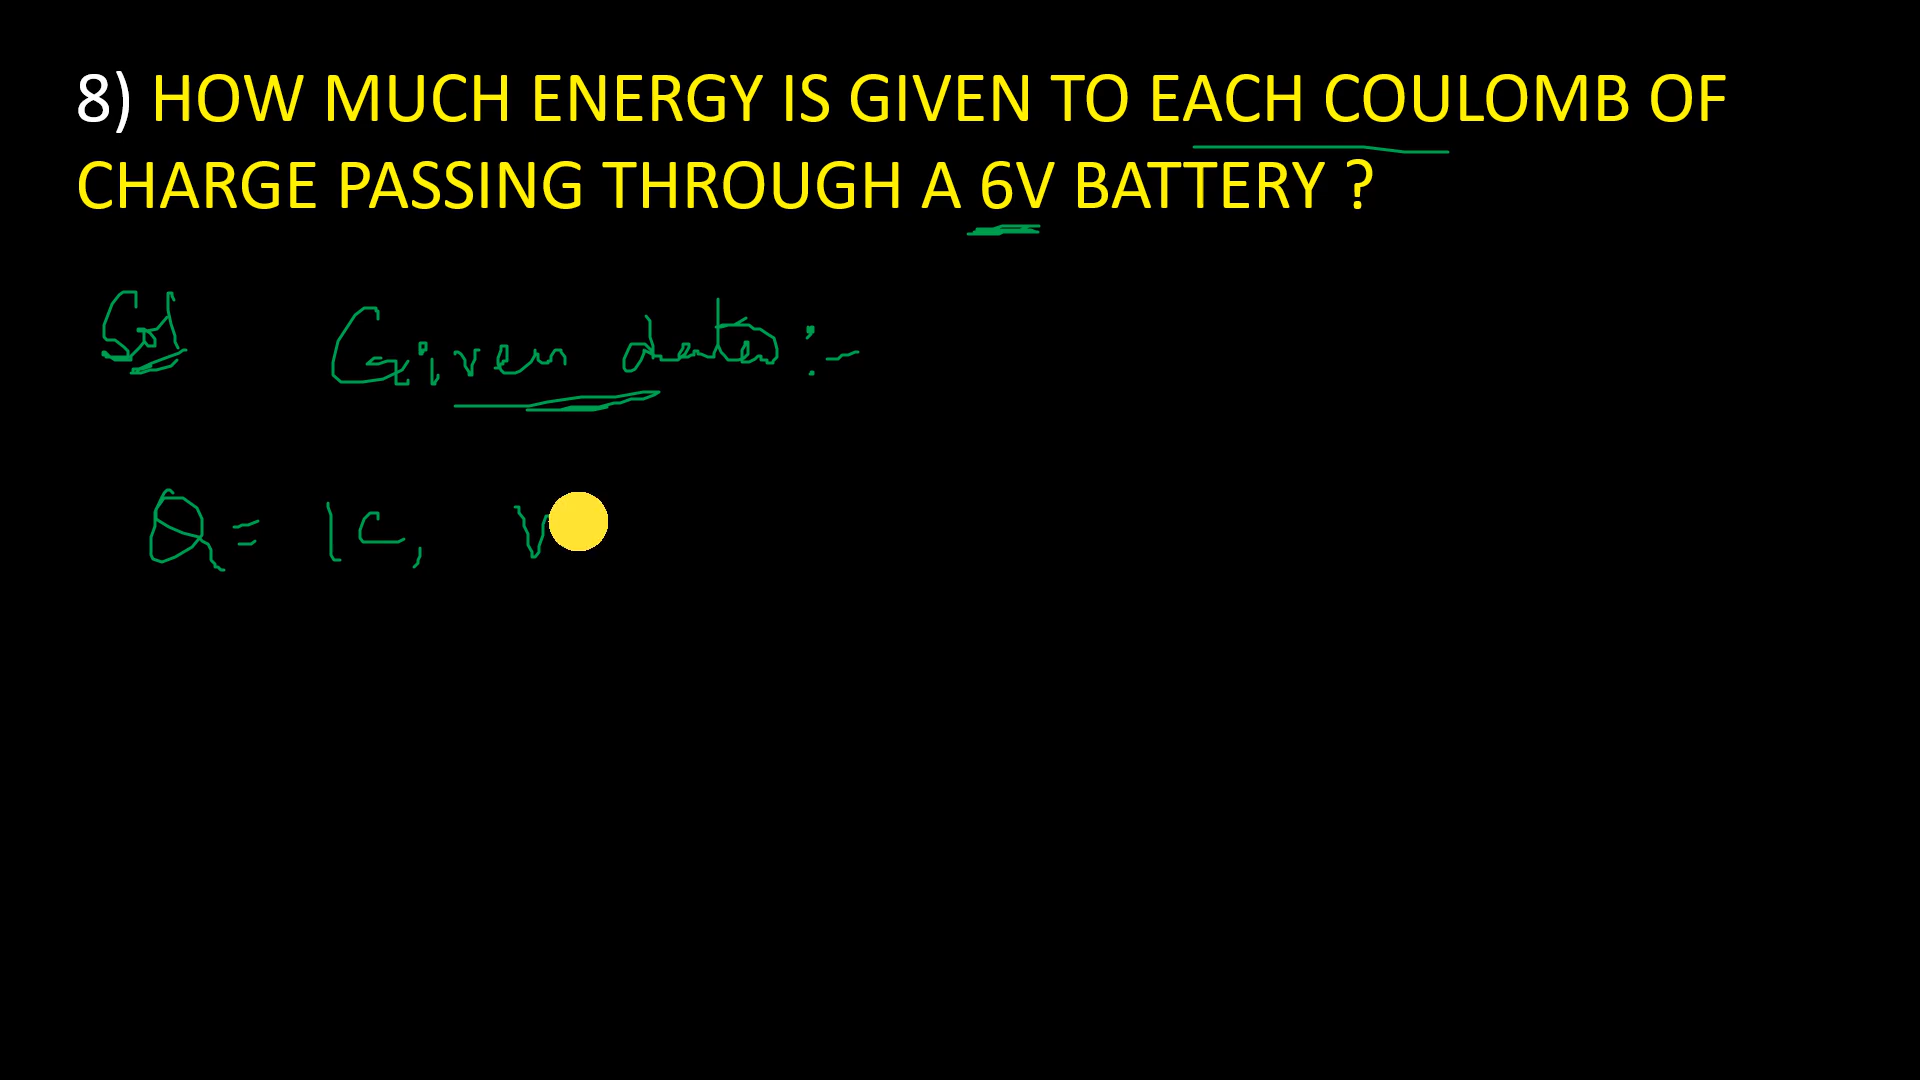 8) HOW MUCH ENERGY IS GIVEN TO EACH COULOMB OF
CHARGE PASSING THROUGH A 6V BATTERY ?
Sol Given data :-
Q = 1C, V